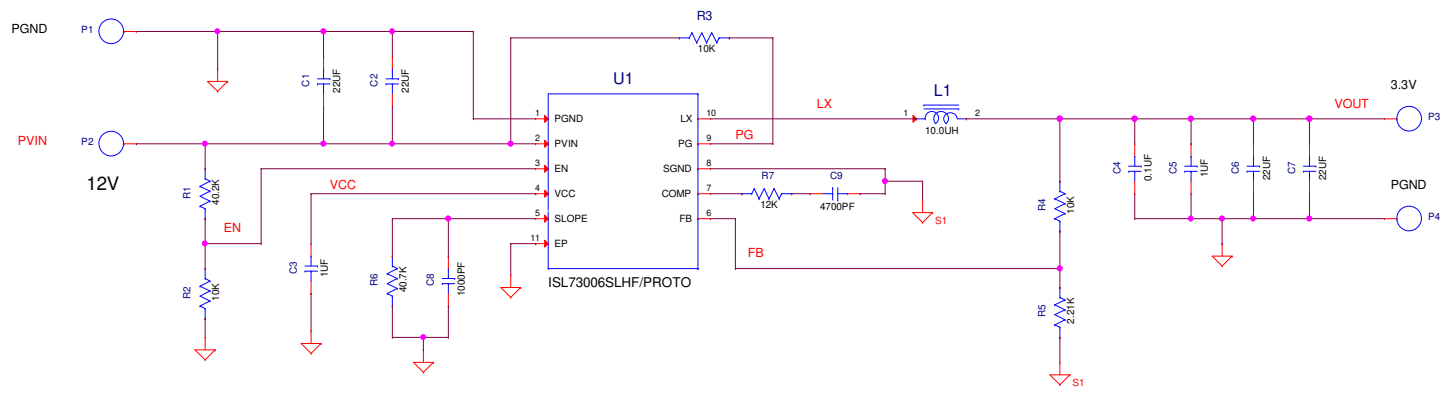 R3
10K
PGND
P1
C1
22UF
C2
22UF
U1
L1
3.3V
LX
1
2
10.0UH
VOUT
P3
1
PGND
LX
10
PVIN
P2
2
PVIN
PG
9
PG
12V
3
EN
SGND
8
R1
40.2K
VCC
4
VCC
COMP
7
R7
12K
C9
4700PF
S1
C4
0.1UF
C5
1UF
C6
22UF
C7
22UF
PGND
P4
5
SLOPE
FB
6
R4
10K
EN
11
EP
FB
C3
1UF
R6
40.7K
C8
1000PF
ISL73006SLHF/PROTO
R2
10K
R5
2.21K
S1